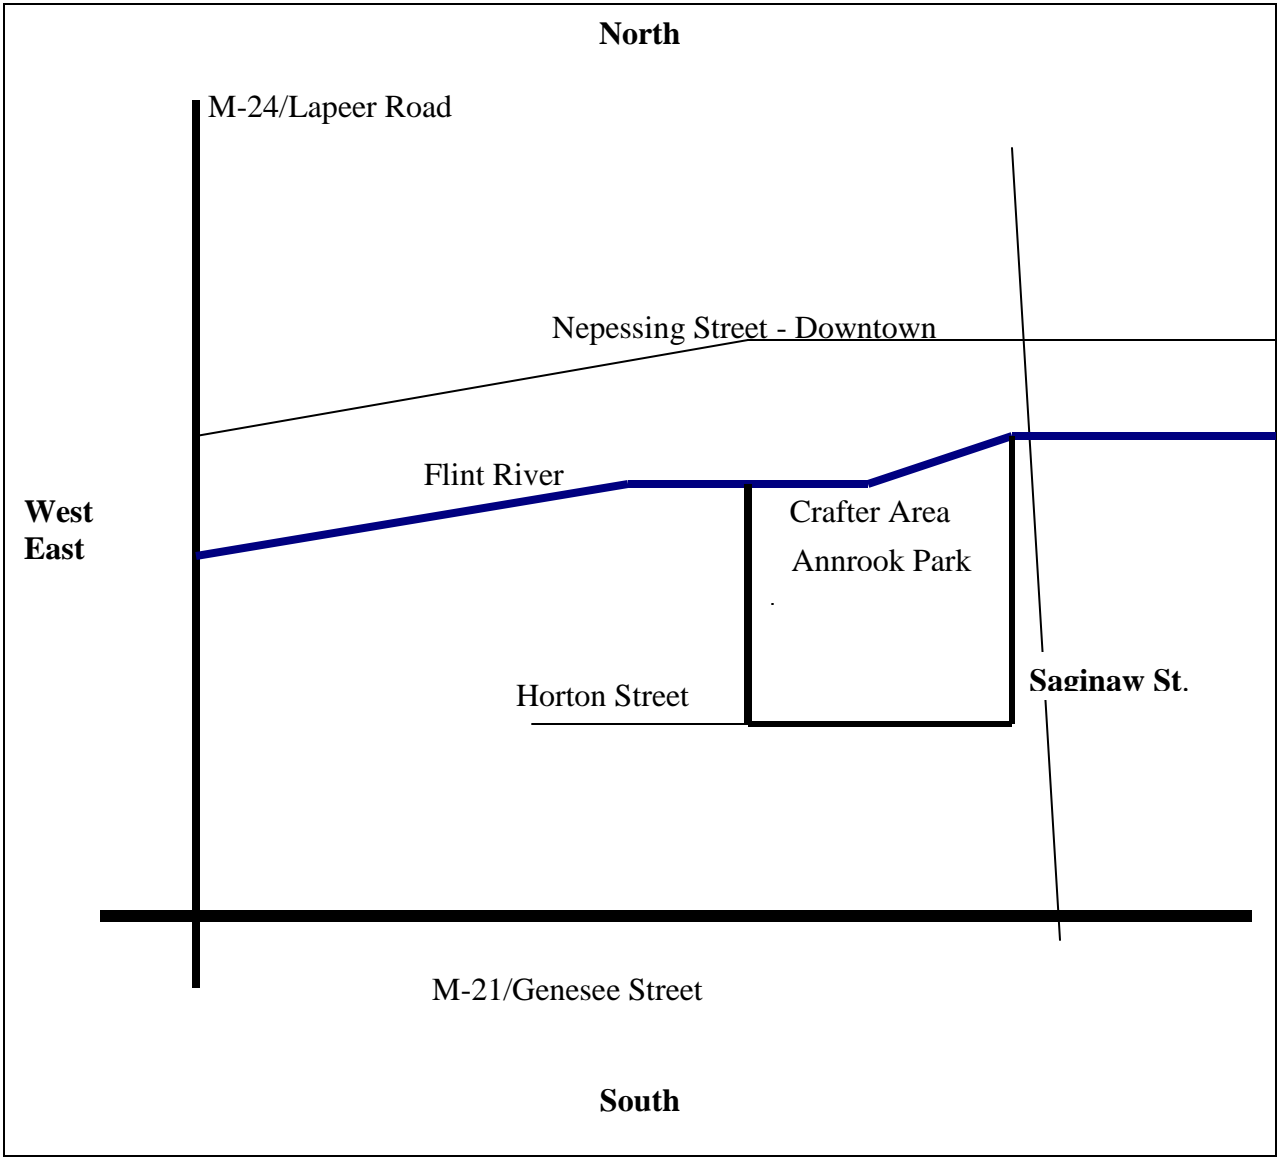 North
M-24/Lapeer Road
Nepessing Street - Downtown
Flint River
West
East
Crafter Area
Annrook Park
.
Saginaw St.
Horton Street
M-21/Genesee Street
South